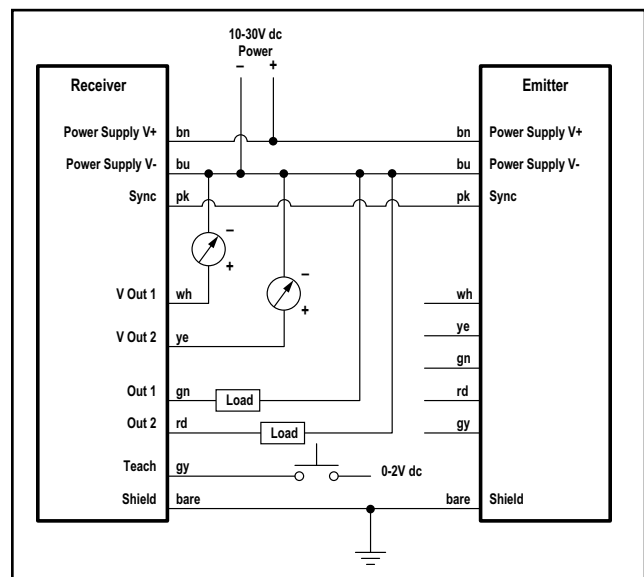 10-30V dc
Power
– +
Receiver
Emitter
Power Supply V+ bn bn Power Supply V+
Power Supply V- bu bu Power Supply V-
Sync pk pk Sync
–
+
–
+
V Out 1 wh wh
V Out 2 ye ye
gn
Out 1 gn Load rd
Out 2 rd Load gy
Teach gy 0-2V dc
Shield bare bare Shield